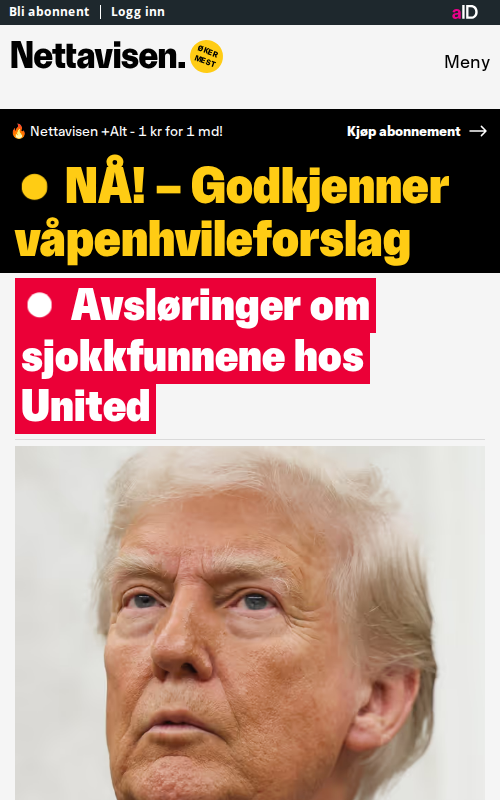 Bli abonnent
Logg inn
aID
Nettavisen.
ØKER
MEST
Meny
🔥 Nettavisen +Alt - 1 kr for 1 md!
Kjøp abonnement →
NÅ! – Godkjenner
våpenhvileforslag
Avsløringer om
sjokkfunnene hos
United